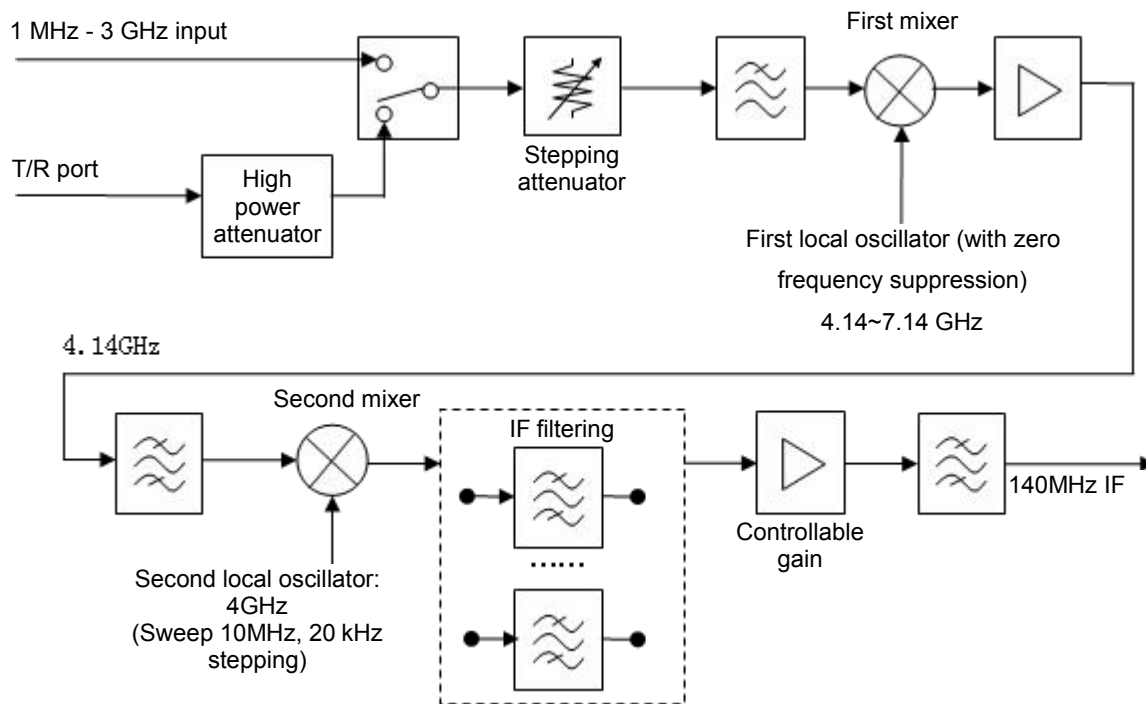 1 MHz - 3 GHz input
First mixer
T/R port
High
power
attenuator
Stepping
attenuator
First local oscillator (with zero
frequency suppression)
4.14~7.14 GHz
4.14GHz
Second mixer
IF filtering
......
140MHz IF
Controllable
gain
Second local oscillator:
4GHz
(Sweep 10MHz, 20 kHz
stepping)